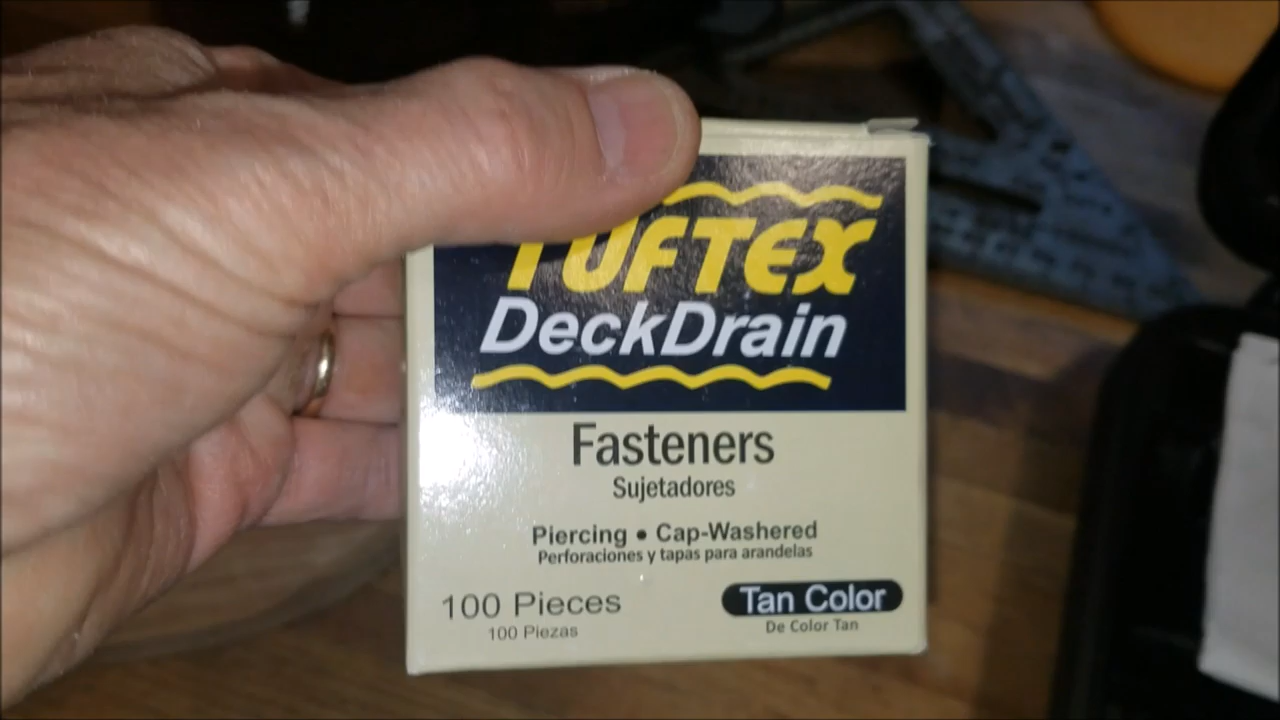 TUFTEX
DeckDrain
Fasteners
Sujetadores
Piercing • Cap-Washered
Perforaciones y tapas para arandelas
100 Pieces
100 Piezas
Tan Color
De Color Tan